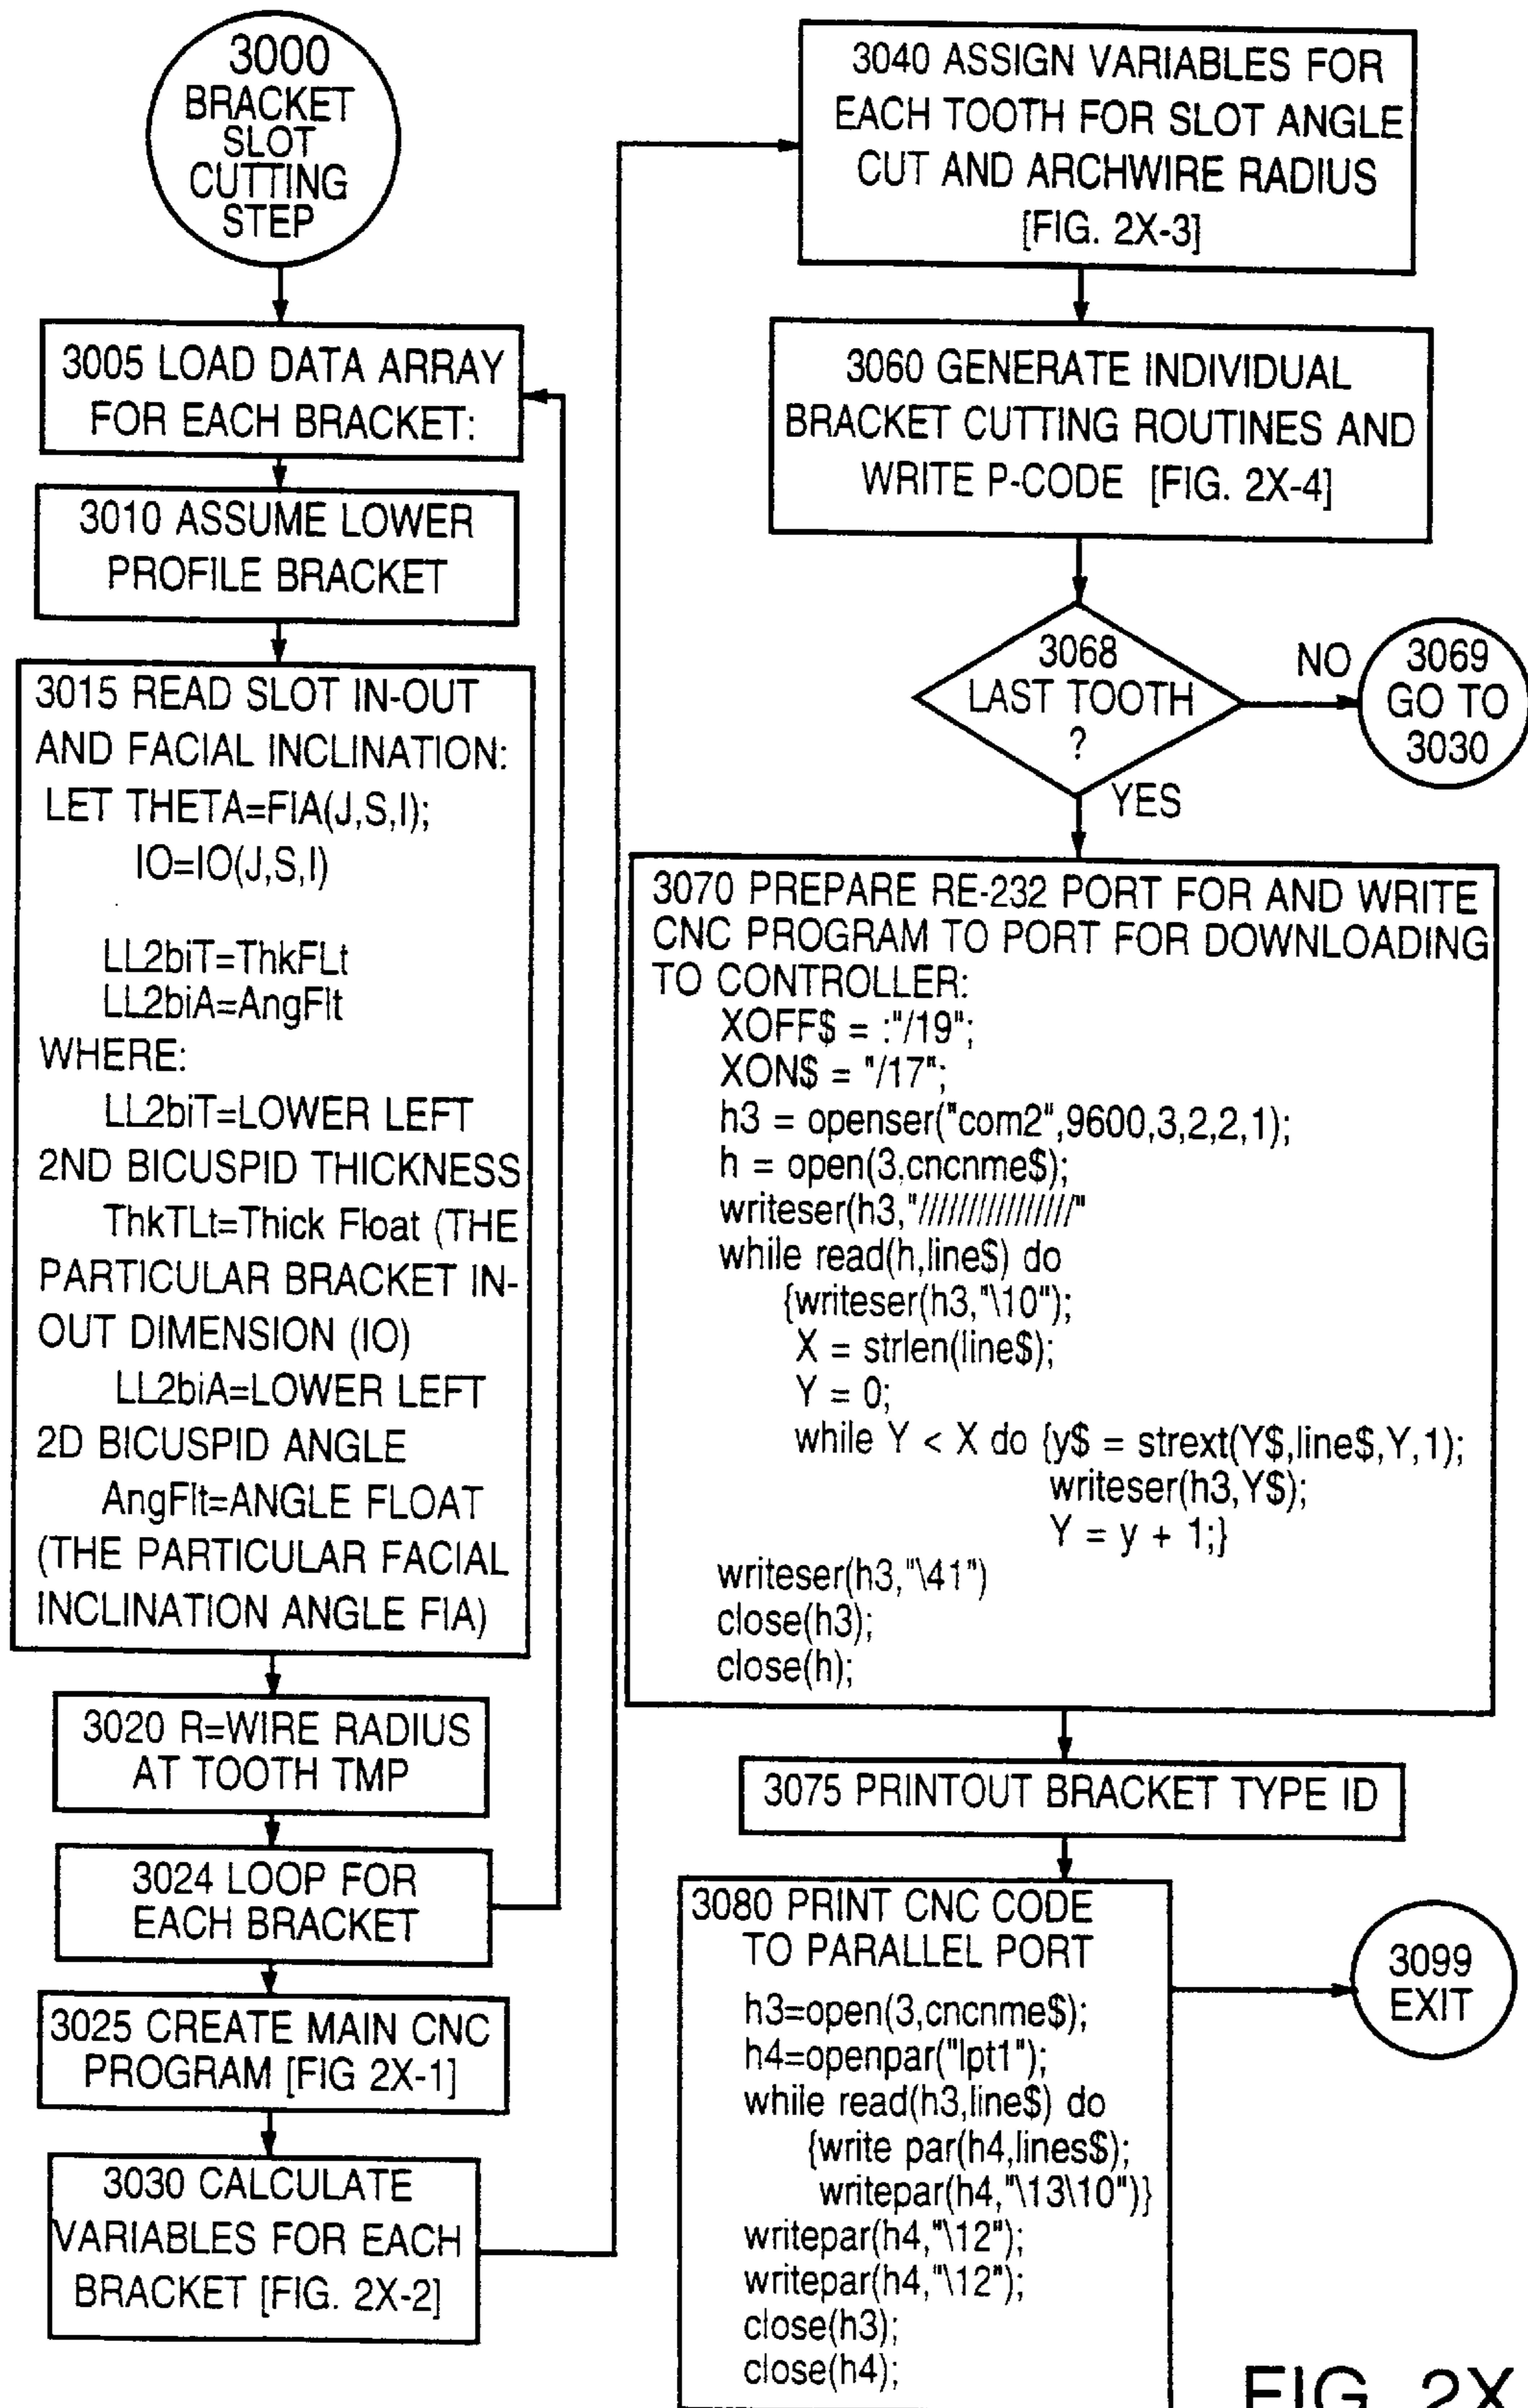 3000
BRACKET
SLOT
CUTTING
STEP
3005 LOAD DATA ARRAY
FOR EACH BRACKET:
3010 ASSUME LOWER
PROFILE BRACKET
3015 READ SLOT IN-OUT
AND FACIAL INCLINATION:
LET THETA=FIA(J,S,I);
IO=IO(J,S,I)
LL2biT=ThkFLt
LL2biA=AngFlt
WHERE:
LL2biT=LOWER LEFT
2ND BICUSPID THICKNESS
ThkTLt=Thick Float (THE
PARTICULAR BRACKET IN-
OUT DIMENSION (IO)
LL2biA=LOWER LEFT
2D BICUSPID ANGLE
AngFlt=ANGLE FLOAT
(THE PARTICULAR FACIAL
INCLINATION ANGLE FIA)
3020 R=WIRE RADIUS
AT TOOTH TMP
3024 LOOP FOR
EACH BRACKET
3025 CREATE MAIN CNC
PROGRAM [FIG 2X-1]
3030 CALCULATE
VARIABLES FOR EACH
BRACKET [FIG. 2X-2]
3040 ASSIGN VARIABLES FOR
EACH TOOTH FOR SLOT ANGLE
CUT AND ARCHWIRE RADIUS
[FIG. 2X-3]
3060 GENERATE INDIVIDUAL
BRACKET CUTTING ROUTINES AND
WRITE P-CODE [FIG. 2X-4]
3068
LAST TOOTH
?
NO
3069
GO TO
3030
YES
3070 PREPARE RE-232 PORT FOR AND WRITE
CNC PROGRAM TO PORT FOR DOWNLOADING
TO CONTROLLER:
XOFF$ = :"/19";
XON$ = "/17";
h3 = openser("com2",9600,3,2,2,1);
h = open(3,cncnme$);
writeser(h3,"////////////////"
while read(h,line$) do
{writeser(h3,"\10");
X = strlen(line$);
Y = 0;
while Y < X do {y$ = strext(Y$,line$,Y,1);
writeser(h3,Y$);
Y = y + 1;}
writeser(h3,"\41")
close(h3);
close(h);
3075 PRINTOUT BRACKET TYPE ID
3080 PRINT CNC CODE
TO PARALLEL PORT
h3=open(3,cncnme$);
h4=openpar("lpt1");
while read(h3,line$) do
{write par(h4,lines$);
writepar(h4,"\13\10")}
writepar(h4,"\12");
writepar(h4,"\12");
close(h3);
close(h4);
3099
EXIT
FIG. 2X